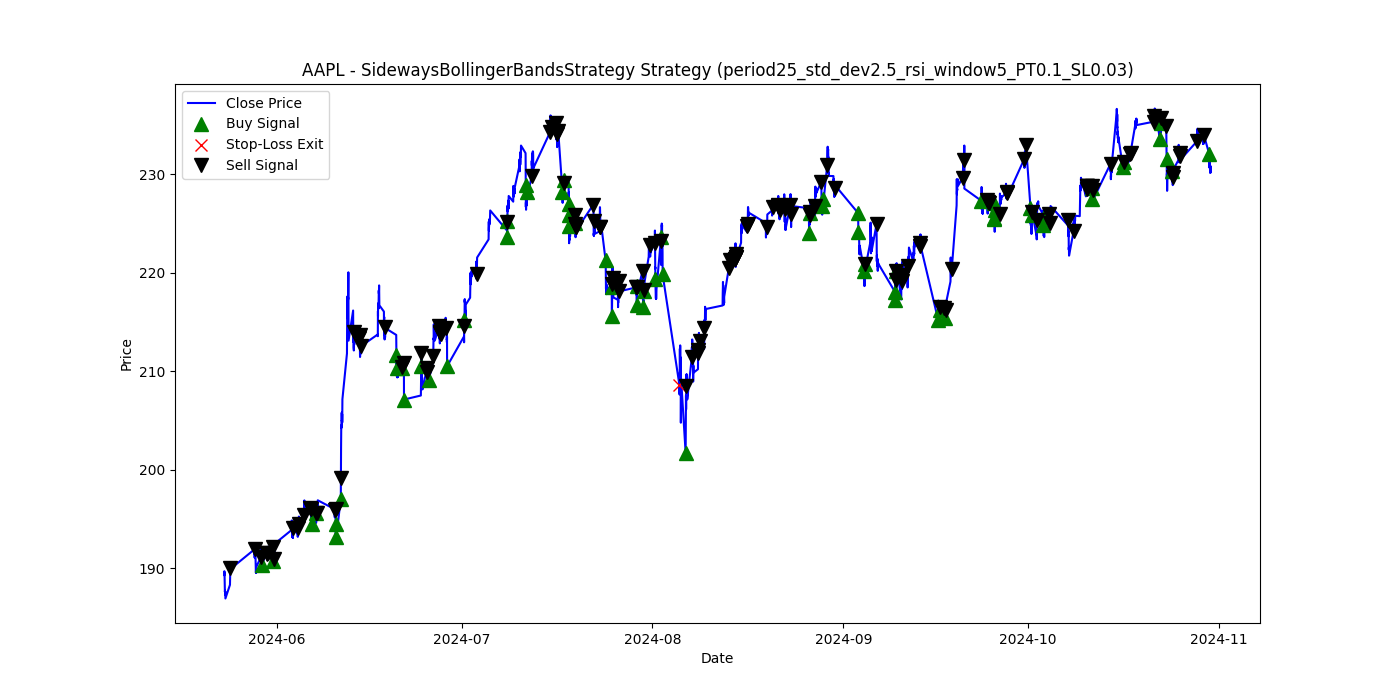 AAPL - SidewaysBollingerBandsStrategy Strategy (period25_std_dev2.5_rsi_window5_PT0.1_SL0.03)
Close Price
Buy Signal
Stop-Loss Exit
Sell Signal
230
220
210
200
190
Price
2024-06
2024-07
2024-08
2024-09
2024-10
2024-11
Date